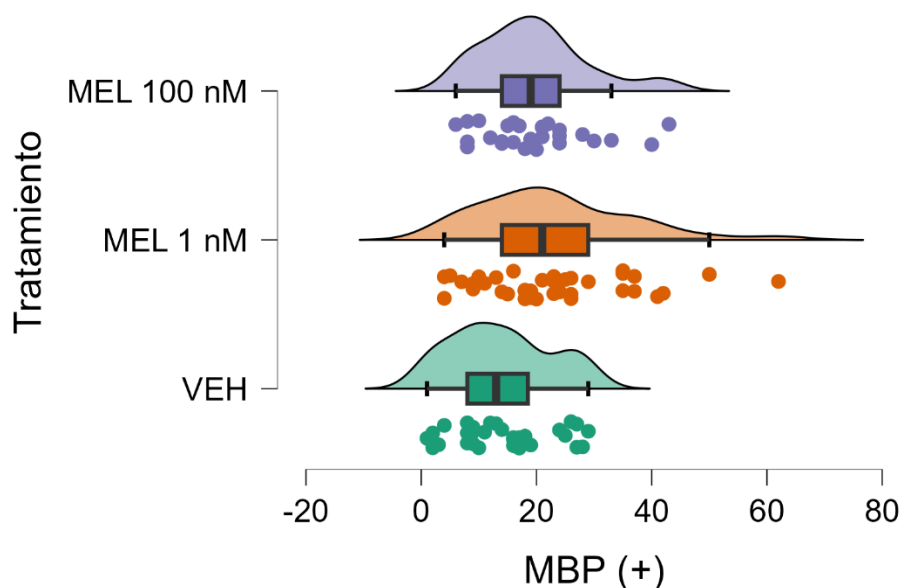 Tratamiento
MEL 100 nM
MEL 1 nM
VEH
-20 0 20 40 60 80
MBP (+)